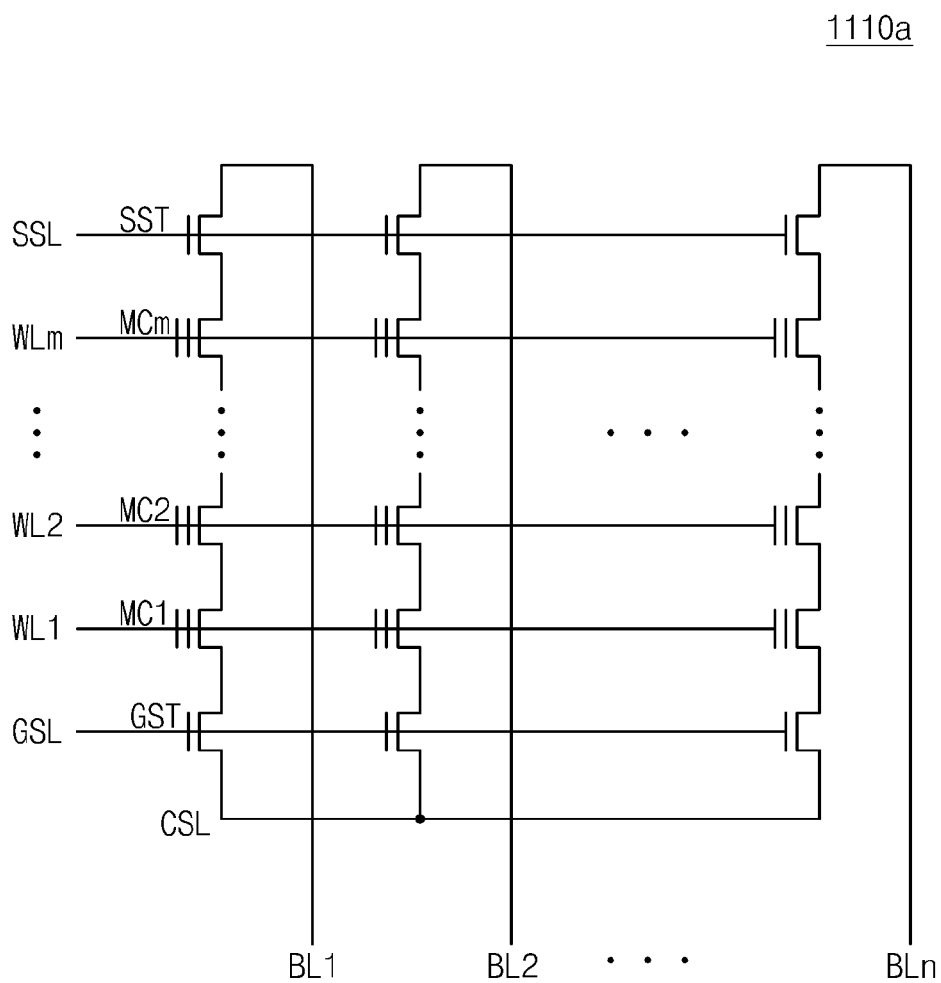 1110a
SSL SST
WLm MCm
WL2 MC2
WL1 MC1
GSL GST
CSL
BL1 BL2 BLn